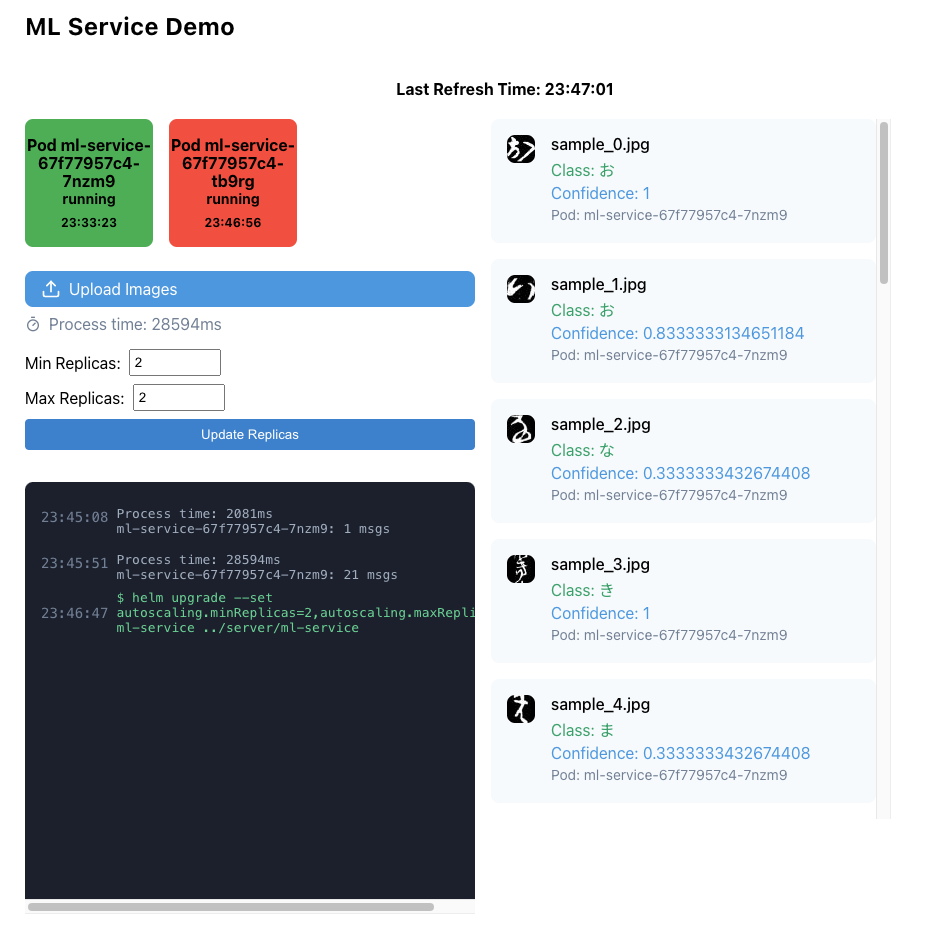 ML Service Demo
Last Refresh Time: 23:47:01
Pod ml-service-
67f77957c4-
7nzm9
running
23:33:23
Pod ml-service-
67f77957c4-
tb9rg
running
23:46:56
Upload Images
Process time: 28594ms
Min Replicas: 2
Max Replicas: 2
Update Replicas
23:45:08 Process time: 2081ms
ml-service-67f77957c4-7nzm9: 1 msgs
23:45:51 Process time: 28594ms
ml-service-67f77957c4-7nzm9: 21 msgs
$ helm upgrade --set
23:46:47 autoscaling.minReplicas=2,autoscaling.maxRepli
ml-service ../server/ml-service
sample_0.jpg
Class: お
Confidence: 1
Pod: ml-service-67f77957c4-7nzm9
sample_1.jpg
Class: お
Confidence: 0.8333333134651184
Pod: ml-service-67f77957c4-7nzm9
sample_2.jpg
Class: な
Confidence: 0.3333333432674408
Pod: ml-service-67f77957c4-7nzm9
sample_3.jpg
Class: き
Confidence: 1
Pod: ml-service-67f77957c4-7nzm9
sample_4.jpg
Class: ま
Confidence: 0.3333333432674408
Pod: ml-service-67f77957c4-7nzm9